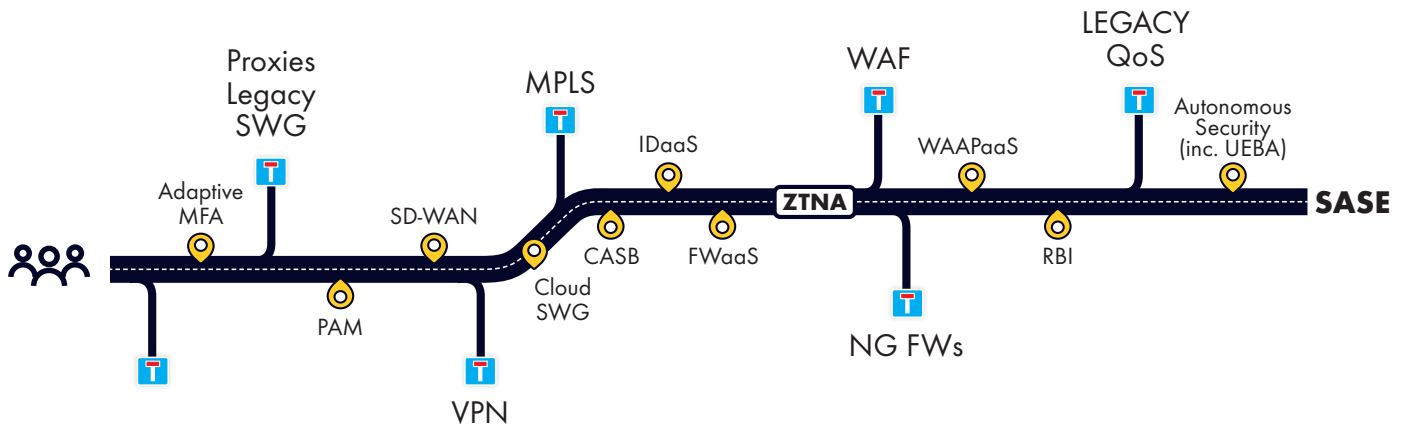 Proxies
Legacy
SWG
Adaptive
MFA
PAM
SD-WAN
VPN
MPLS
Cloud
SWG
CASB
IDaaS
FWaaS
ZTNA
WAF
NG FWs
WAAPaaS
RBI
LEGACY
QoS
Autonomous
Security
(inc. UEBA)
SASE